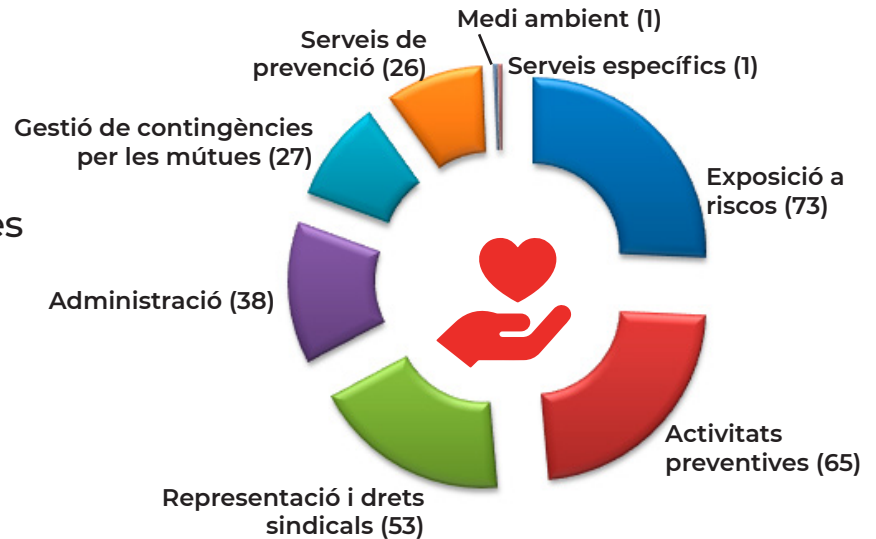 Medi ambient (1)
Serveis de
prevenció (26)
Serveis específics (1)
Gestió de contingències
per les mútues (27)
Exposició a
riscos (73)
es
Administració (38)
Activitats
preventives (65)
Representació i drets
sindicals (53)